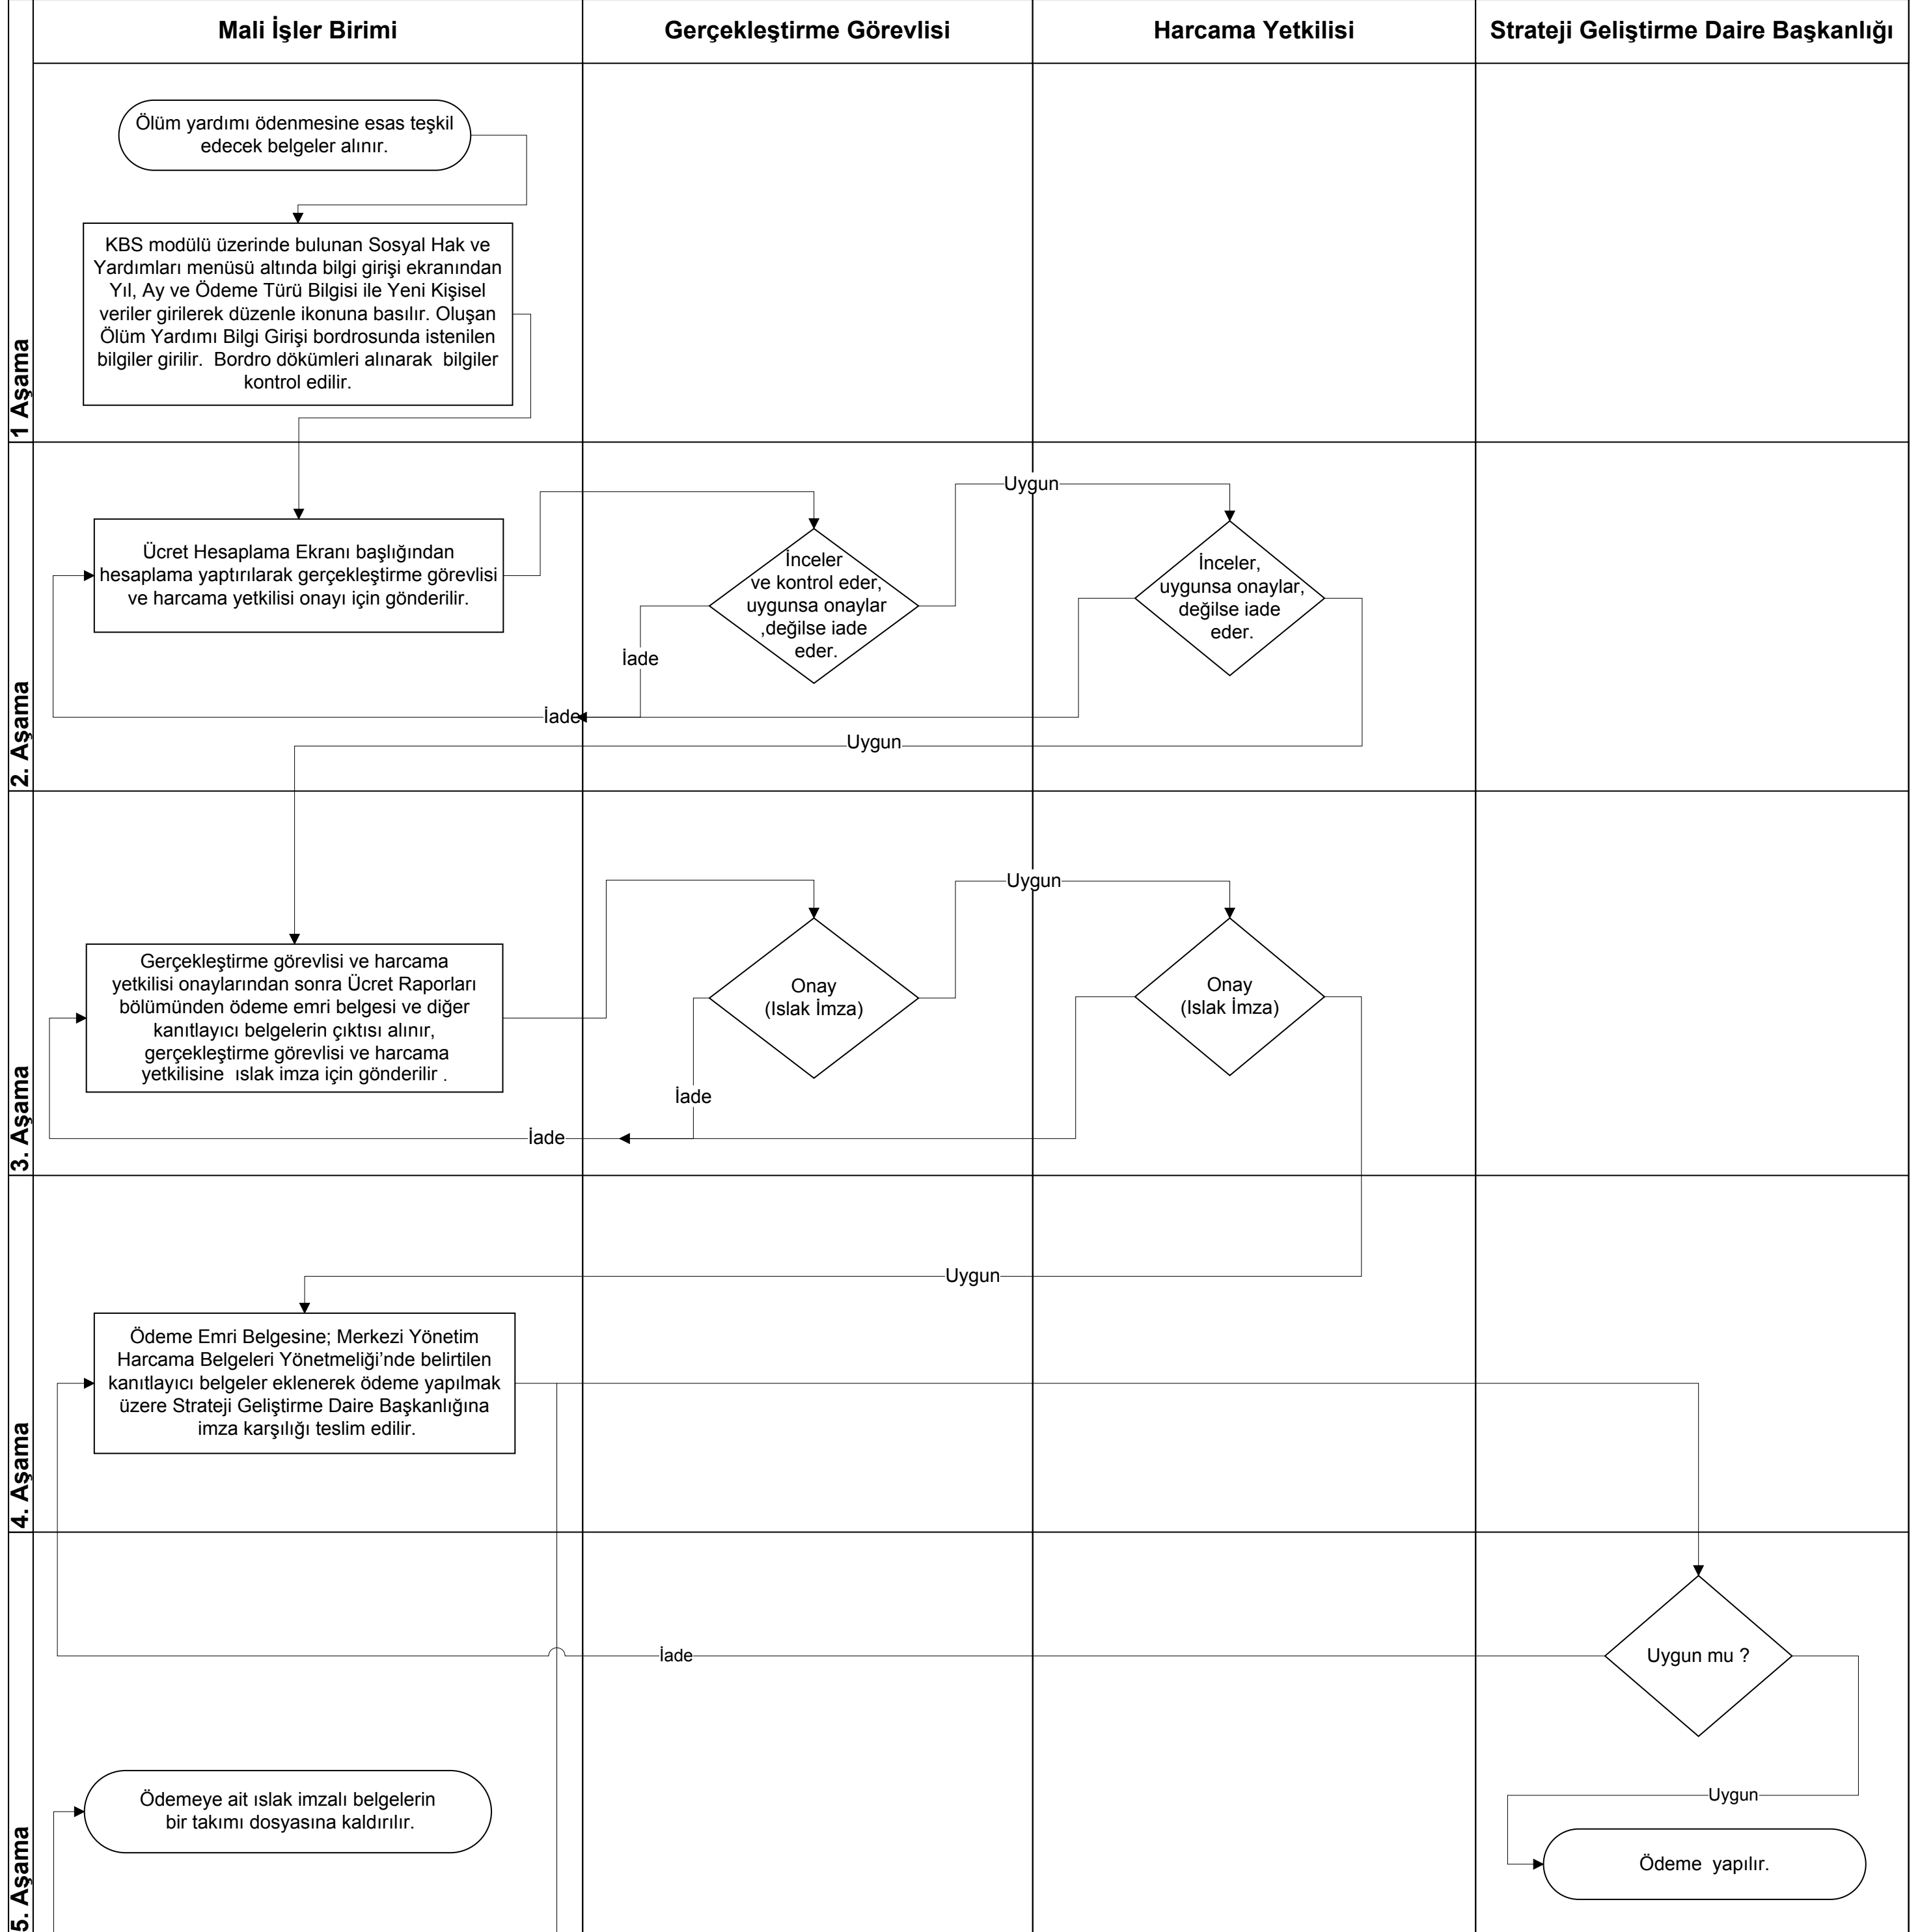 Mali İşler Birimi
Gerçekleştirme Görevlisi
Harcama Yetkilisi
Strateji Geliştirme Daire Başkanlığı
1 Aşama
Ölüm yardımı ödenmesine esas teşkil
edecek belgeler alınır.
KBS modülü üzerinde bulunan Sosyal Hak ve
Yardımları menüsü altında bilgi girişi ekranından
Yıl, Ay ve Ödeme Türü Bilgisi ile Yeni Kişisel
veriler girilerek düzenle ikonuna basılır. Oluşan
Ölüm Yardımı Bilgi Girişi bordrosunda istenilen
bilgiler girilir.  Bordro dökümleri alınarak  bilgiler
kontrol edilir.
2. Aşama
Ücret Hesaplama Ekranı başlığından
hesaplama yaptırılarak gerçekleştirme görevlisi
ve harcama yetkilisi onayı için gönderilir.
İnceler
ve kontrol eder,
uygunsa onaylar
,değilse iade
eder.
Uygun
İnceler,
uygunsa onaylar,
değilse iade
eder.
İade
İade
Uygun
3. Aşama
Gerçekleştirme görevlisi ve harcama
yetkilisi onaylarından sonra Ücret Raporları
bölümünden ödeme emri belgesi ve diğer
kanıtlayıcı belgelerin çıktısı alınır,
gerçekleştirme görevlisi ve harcama
yetkilisine  ıslak imza için gönderilir .
Onay
(Islak İmza)
Uygun
Onay
(Islak İmza)
İade
İade
4. Aşama
Uygun
Ödeme Emri Belgesine; Merkezi Yönetim
Harcama Belgeleri Yönetmeliği’nde belirtilen
kanıtlayıcı belgeler eklenerek ödeme yapılmak
üzere Strateji Geliştirme Daire Başkanlığına
imza karşılığı teslim edilir.
5. Aşama
İade
Uygun mu ?
Ödemeye ait ıslak imzalı belgelerin
bir takımı dosyasına kaldırılır.
Uygun
Ödeme  yapılır.